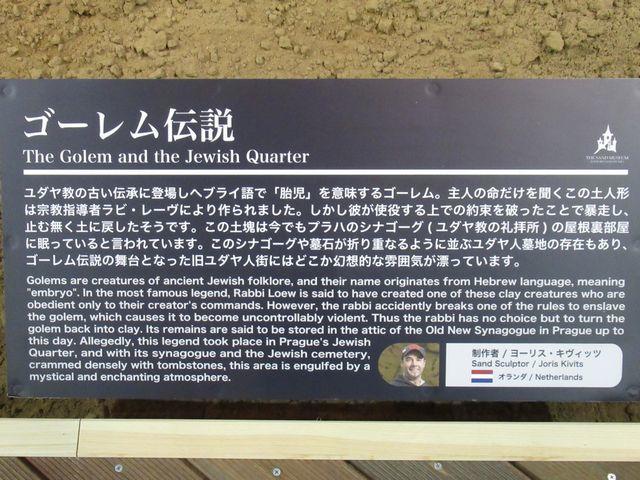 ゴーレム伝説
The Golem and the Jewish Quarter
THE SAND MUSEUM
ユダヤ教の古い伝承に登場しヘブライ語で「胎児」を意味するゴーレム。主人の命だけを聞くこの土人形
は宗教指導者ラビ・レーヴにより作られました。しかし彼が使役する上での約束を破ったことで暴走し、
止む無く土に戻したそうです。この土塊は今でもプラハのシナゴーグ(ユダヤ教の礼拝所)の屋根裏部屋
に眠っていると言われています。このシナゴーグや墓石が折り重なるように並ぶユダヤ人墓地の存在もあり、
ゴーレム伝説の舞台となった旧ユダヤ人街にはどこか幻想的な雰囲気が漂っています。
Golems are creatures of ancient Jewish folklore, and their name originates from Hebrew language, meaning
"embryo". In the most famous legend, Rabbi Loew is said to have created one of these clay creatures who are
obedient only to their creator's commands. However, the rabbi accidently breaks one of the rules to enslave
the golem, which causes it to become uncontrollably violent. Thus the rabbi has no choice but to turn the
golem back into clay. Its remains are said to be stored in the attic of the Old New Synagogue in Prague up to
this day. Allegedly, this legend took place in Prague's Jewish
Quarter, and with its synagogue and the Jewish cemetery,
crammed densely with tombstones, this area is engulfed by a
mystical and enchanting atmosphere.
制作者 / ヨーリス・キヴィッツ
Sand Sculptor / Joris Kivits
オランダ / Netherlands